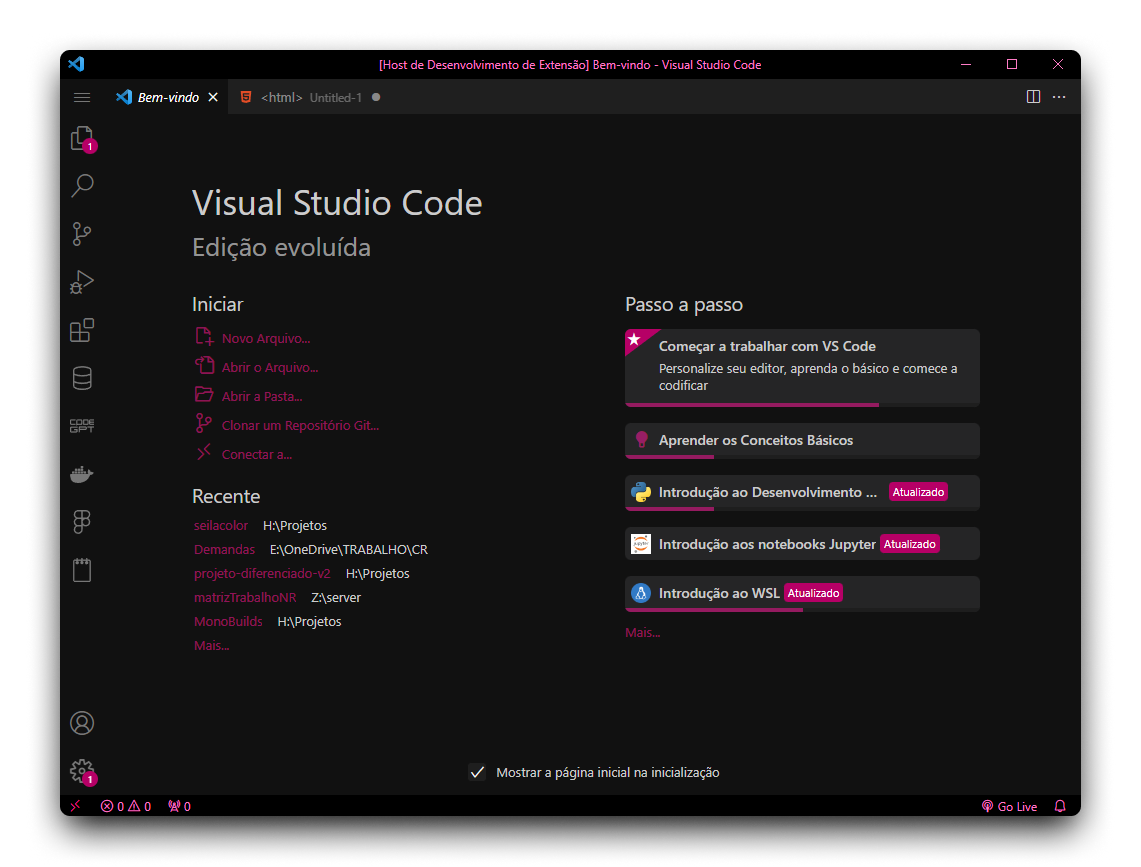 [Host de Desenvolvimento de Extensão] Bem-vindo - Visual Studio Code
Bem-vindo
<html> Untitled-1
1
CODE
GPT
1
Visual Studio Code
Edição evoluída
Iniciar
Novo Arquivo...
Abrir o Arquivo...
Abrir a Pasta...
Clonar um Repositório Git...
Conectar a...
Recente
seilacolor H:\Projetos
Demandas E:\OneDrive\TRABALHO\CR
projeto-diferenciado-v2 H:\Projetos
matrizTrabalhoNR Z:\server
MonoBuilds H:\Projetos
Mais...
Passo a passo
Começar a trabalhar com VS Code
Personalize seu editor, aprenda o básico e comece a
codificar
Aprender os Conceitos Básicos
Introdução ao Desenvolvimento ... Atualizado
jupyter
Introdução aos notebooks Jupyter Atualizado
Introdução ao WSL Atualizado
Mais...
Mostrar a página inicial na inicialização
0 0 0
Go Live